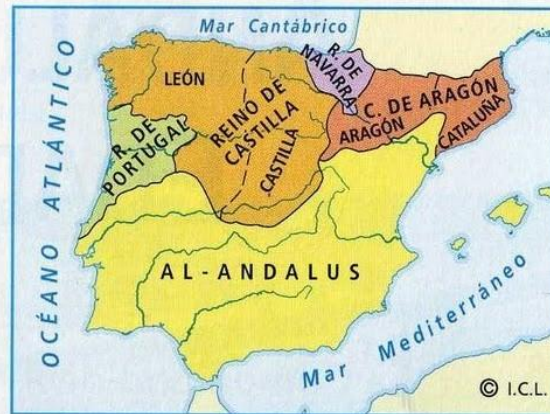 Mar Cantábrico
OCÉANO ATLÁNTICO
LEÓN
R. DE
NAVARRA
REINO DE
CASTILLA
CASTILLA
C. DE ARAGÓN
ARAGÓN
CATALUÑA
R. DE
PORTUGAL
AL-ANDALUS
Mar Mediterráneo
© I.C.L.